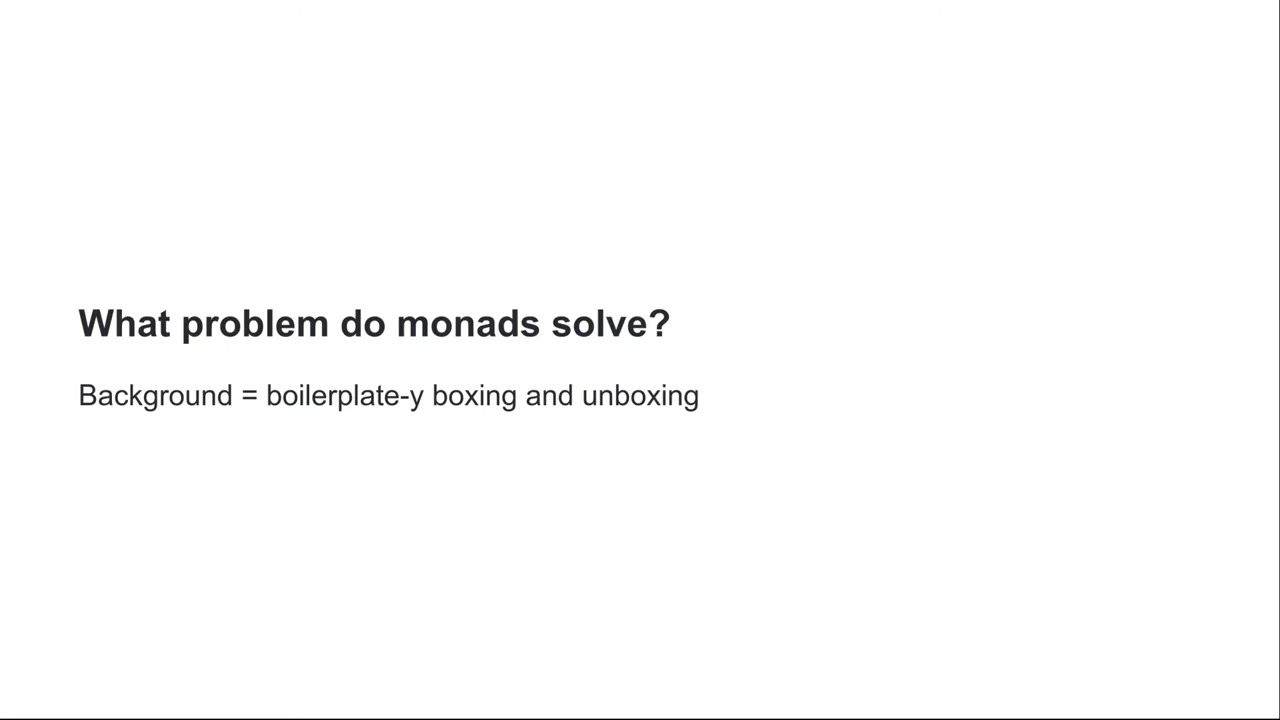 What problem do monads solve?
Background = boilerplate-y boxing and unboxing